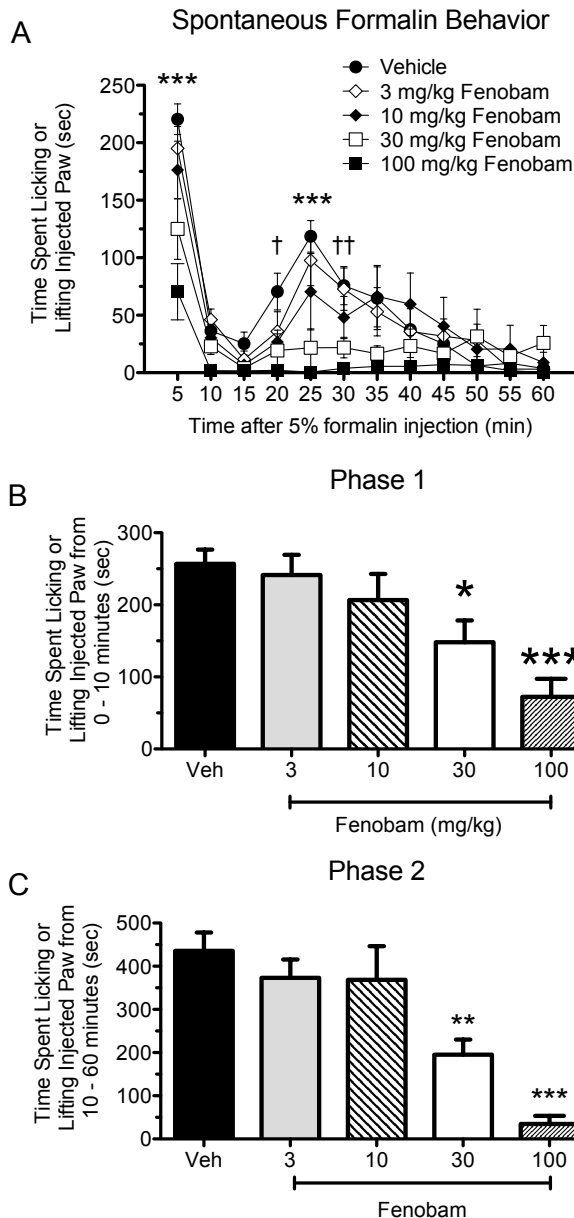 A
Spontaneous Formalin Behavior
Vehicle
3 mg/kg Fenobam
10 mg/kg Fenobam
30 mg/kg Fenobam
100 mg/kg Fenobam
Time Spent Licking or
Lifting Injected Paw (sec)
250
200
150
100
50
0
***
†
***
††
5 10 15 20 25 30 35 40 45 50 55 60
Time after 5% formalin injection (min)
B
Phase 1
Time Spent Licking or
Lifting Injected Paw from
0 - 10 minutes (sec)
300
200
100
0
*
***
Veh 3 10 30 100
Fenobam (mg/kg)
C
Phase 2
Time Spent Licking or
Lifting Injected Paw from
10 - 60 minutes (sec)
500
400
300
200
100
0
**
***
Veh 3 10 30 100
Fenobam